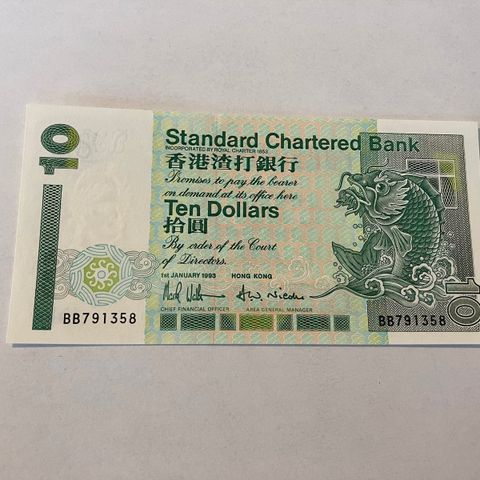 10
Standard Chartered Bank
INCORPORATED BY ROYAL CHARTER 1853
香港渣打銀行
Promises to pay the bearer
on demand at its office here
Ten Dollars
拾圓
By order of the Court
of Directors.
1ST JANUARY 1993 HONG KONG
CHIEF FINANCIAL OFFICER AREA GENERAL MANAGER
BB791358
BB791358
10